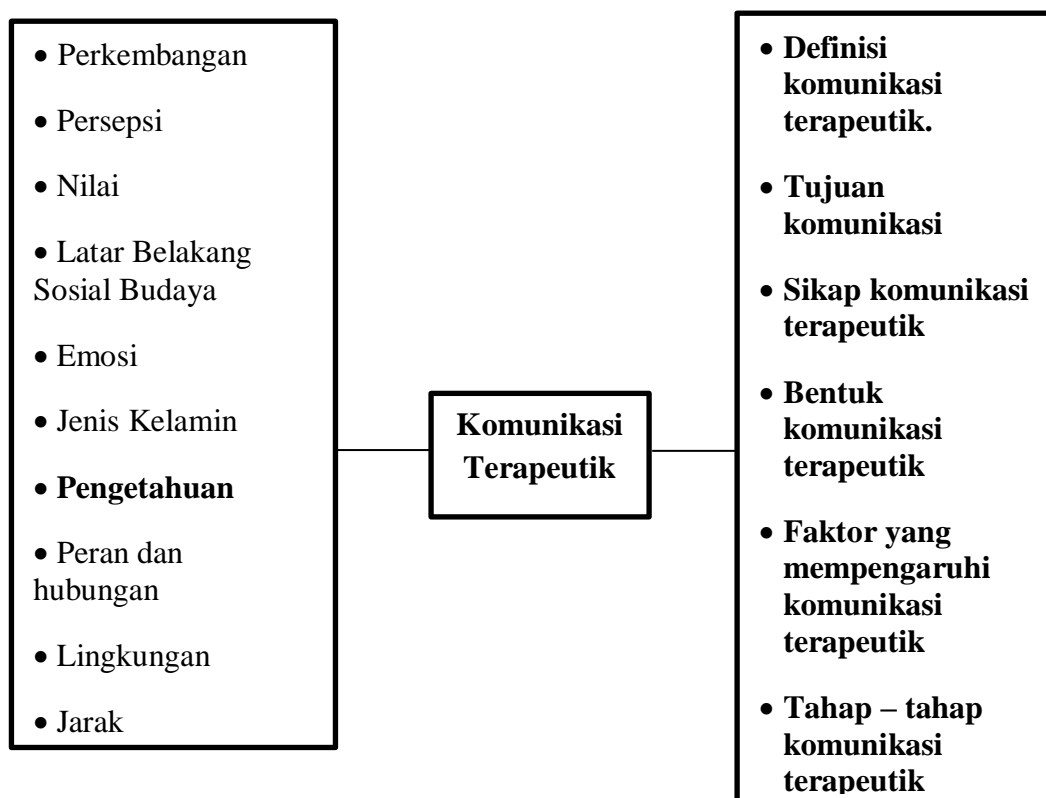 • Perkembangan
• Persepsi
• Nilai
• Latar Belakang
Sosial Budaya
• Emosi
• Jenis Kelamin
• Pengetahuan
• Peran dan
hubungan
• Lingkungan
• Jarak
Komunikasi
Terapeutik
• Definisi
komunikasi
terapeutik.
• Tujuan
komunikasi
• Sikap komunikasi
terapeutik
• Bentuk
komunikasi
terapeutik
• Faktor yang
mempengaruhi
komunikasi
terapeutik
• Tahap – tahap
komunikasi
terapeutik